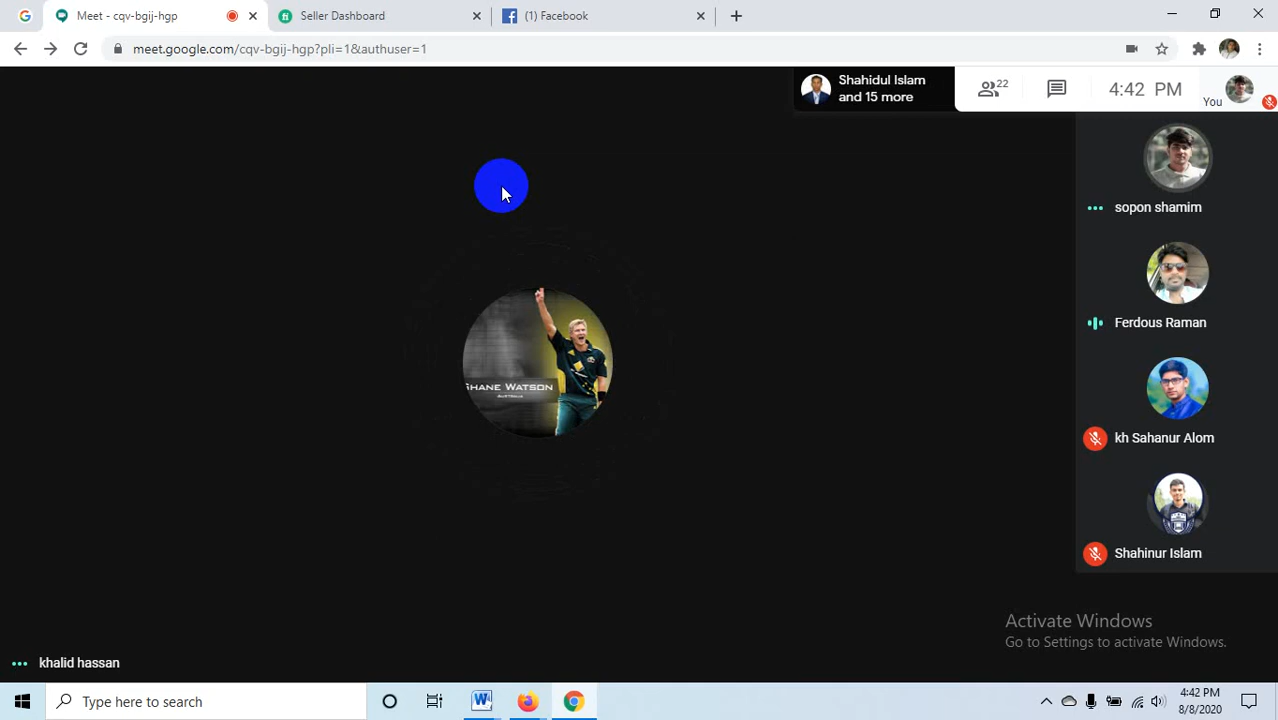 Meet - cqv-bgij-hgp
Seller Dashboard
(1) Facebook
meet.google.com/cqv-bgij-hgp?pli=1&authuser=1
Shahidul Islam
and 15 more
22
4:42 PM
You
sopon shamim
Ferdous Raman
SHANE WATSON
AUSTRALIA
kh Sahanur Alom
Shahinur Islam
Activate Windows
Go to Settings to activate Windows.
khalid hassan
Type here to search
4:42 PM
8/8/2020